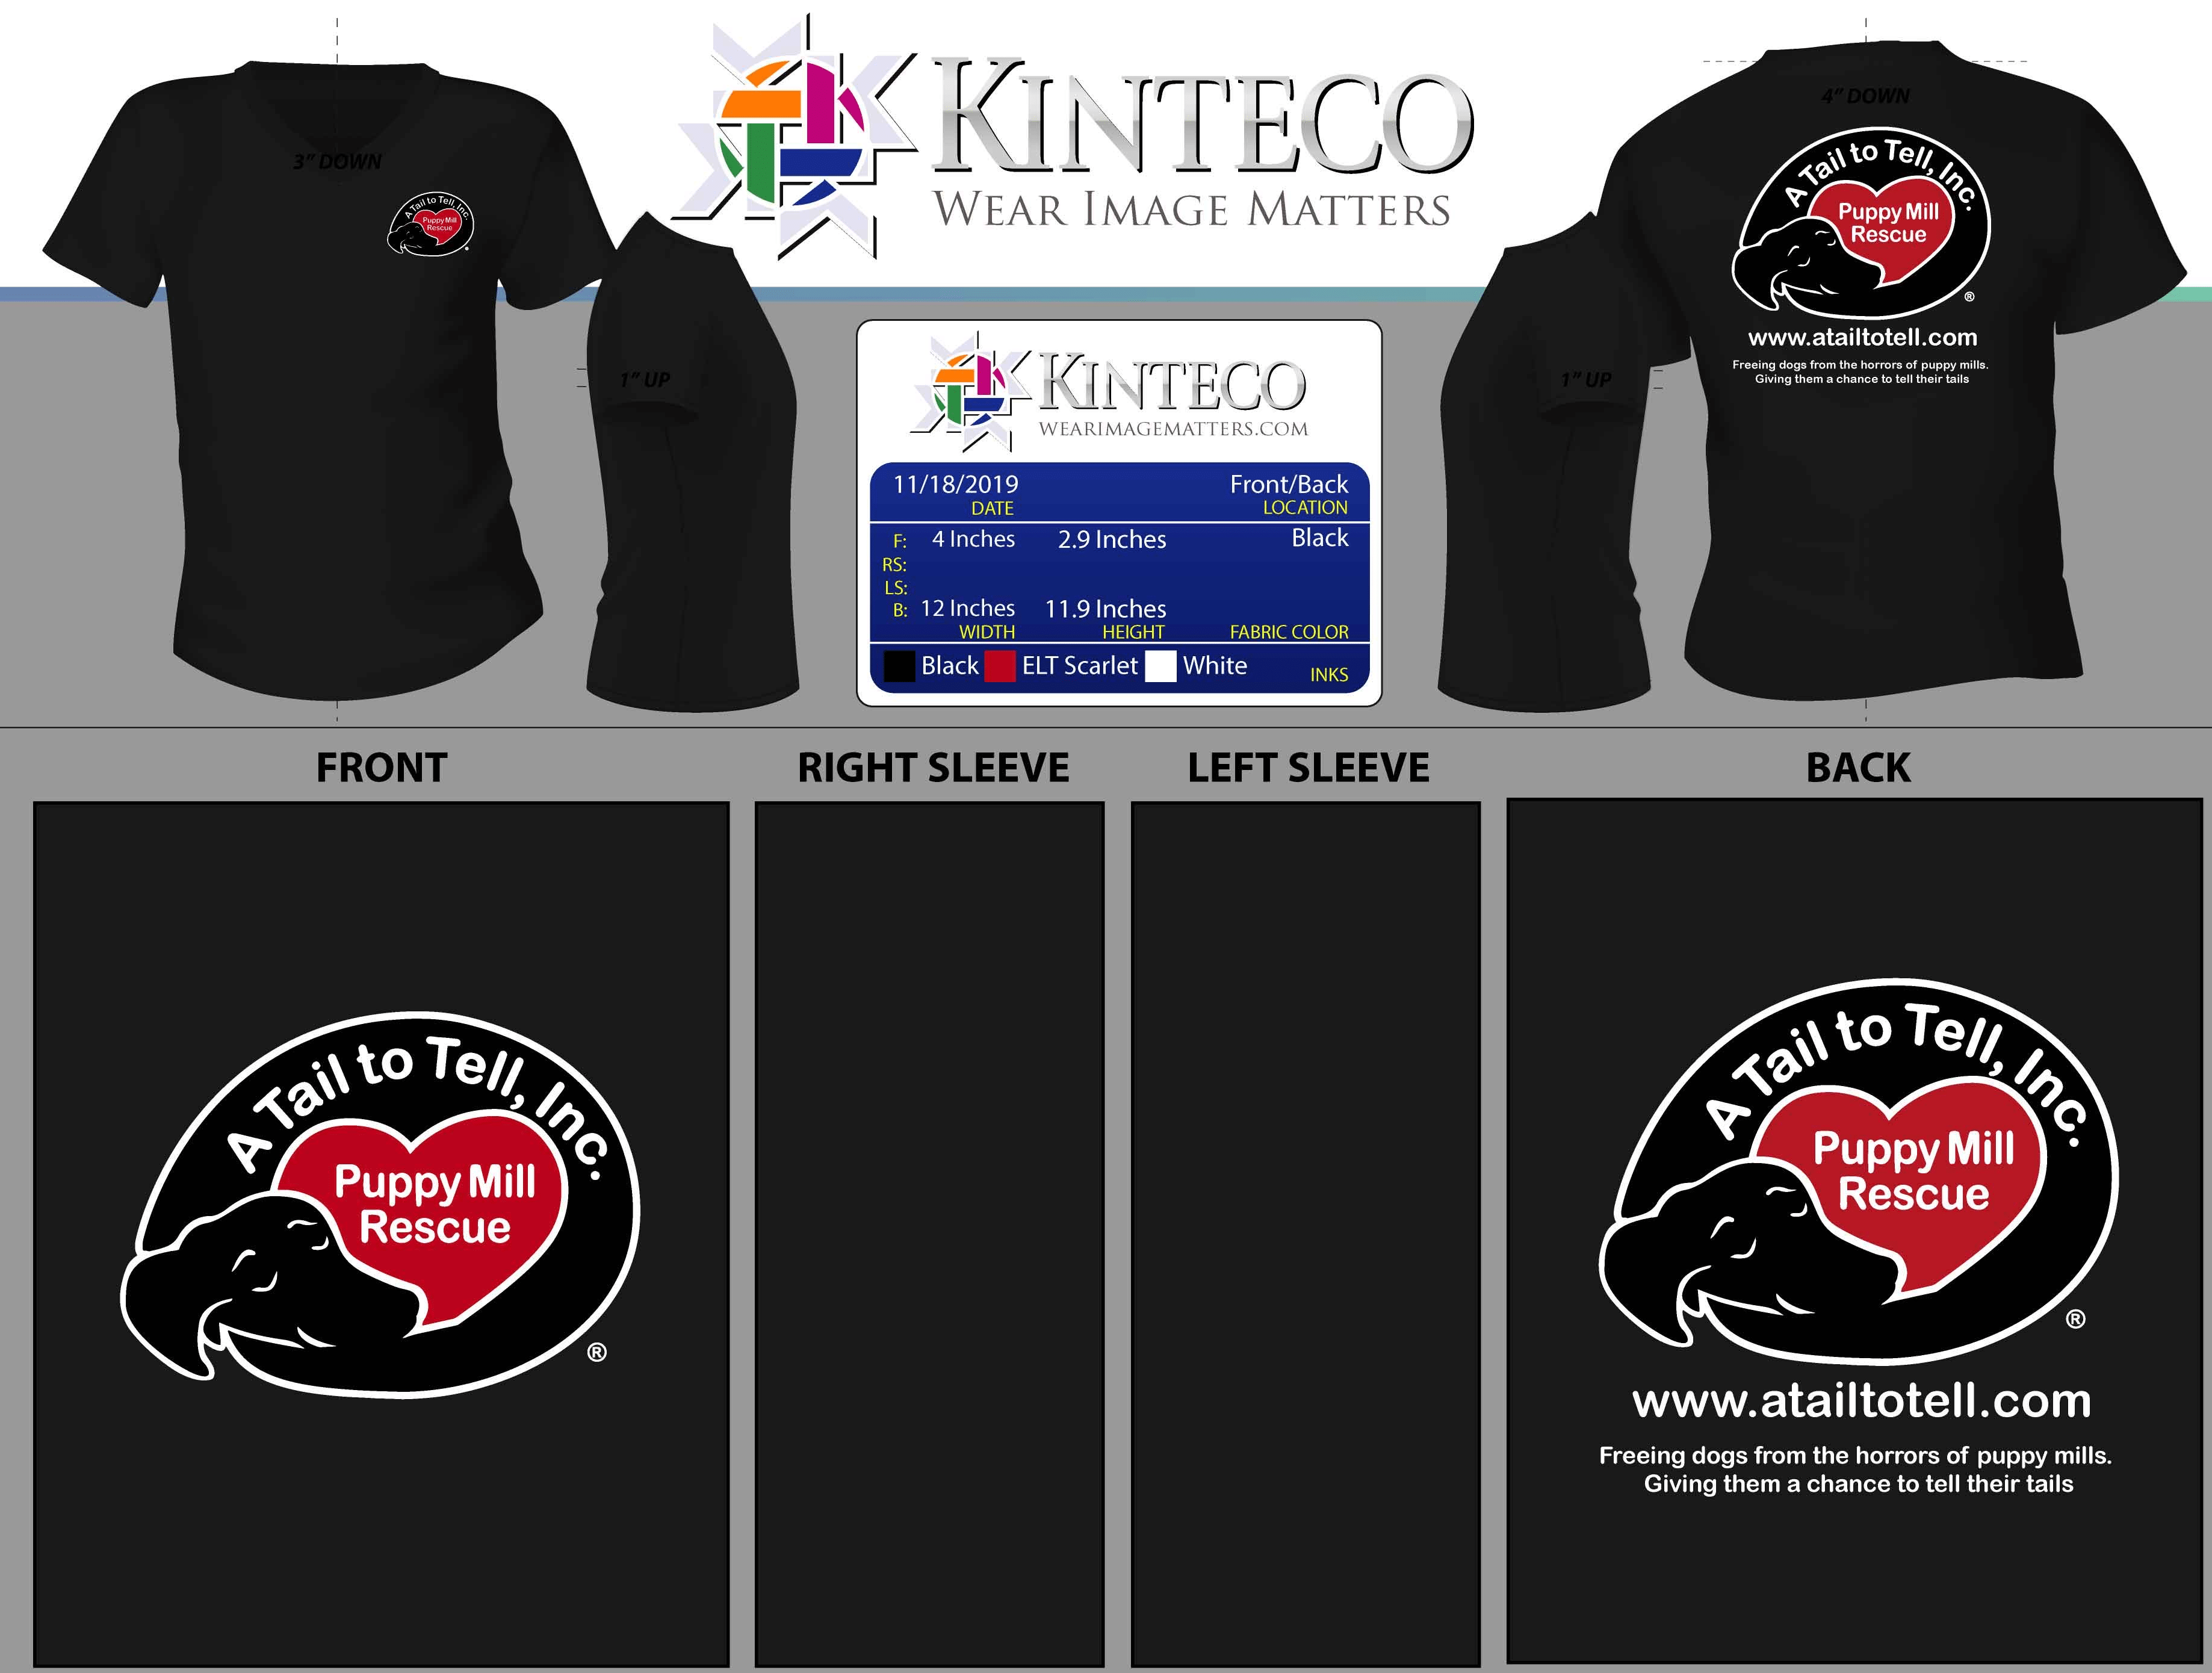 KINTECO
WEAR IMAGE MATTERS
3" DOWN
A Tail to Tell, Inc.
Puppy Mill
Rescue
®
1" UP
KINTECO
WEARIMAGEMATTERS.COM
11/18/2019 Front/Back
DATE LOCATION
F: 4 Inches 2.9 Inches Black
RS:
LS:
B: 12 Inches 11.9 Inches
WIDTH HEIGHT FABRIC COLOR
Black ELT Scarlet White INKS
1" UP
4" DOWN
A Tail to Tell, Inc.
Puppy Mill
Rescue
®
www.atailtotell.com
Freeing dogs from the horrors of puppy mills.
Giving them a chance to tell their tails
FRONT
RIGHT SLEEVE
LEFT SLEEVE
BACK
A Tail to Tell, Inc.
Puppy Mill
Rescue
®
A Tail to Tell, Inc.
Puppy Mill
Rescue
®
www.atailtotell.com
Freeing dogs from the horrors of puppy mills.
Giving them a chance to tell their tails